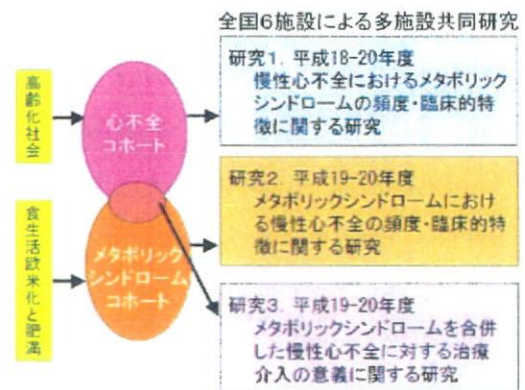 全国6施設による多施設共同研究
高齢化社会
食生活欧米化と肥満
心不全
コホート
メタボリック
シンドローム
コホート
研究1. 平成18-20年度
慢性心不全におけるメタボリック
シンドロームの頻度・臨床的特
徴に関する研究
研究2. 平成19-20年度
メタボリックシンドロームにおけ
る慢性心不全の頻度・臨床的特
徴に関する研究
研究3. 平成19-20年度
メタボリックシンドロームを合併
した慢性心不全に対する治療
介入の意義に関する研究